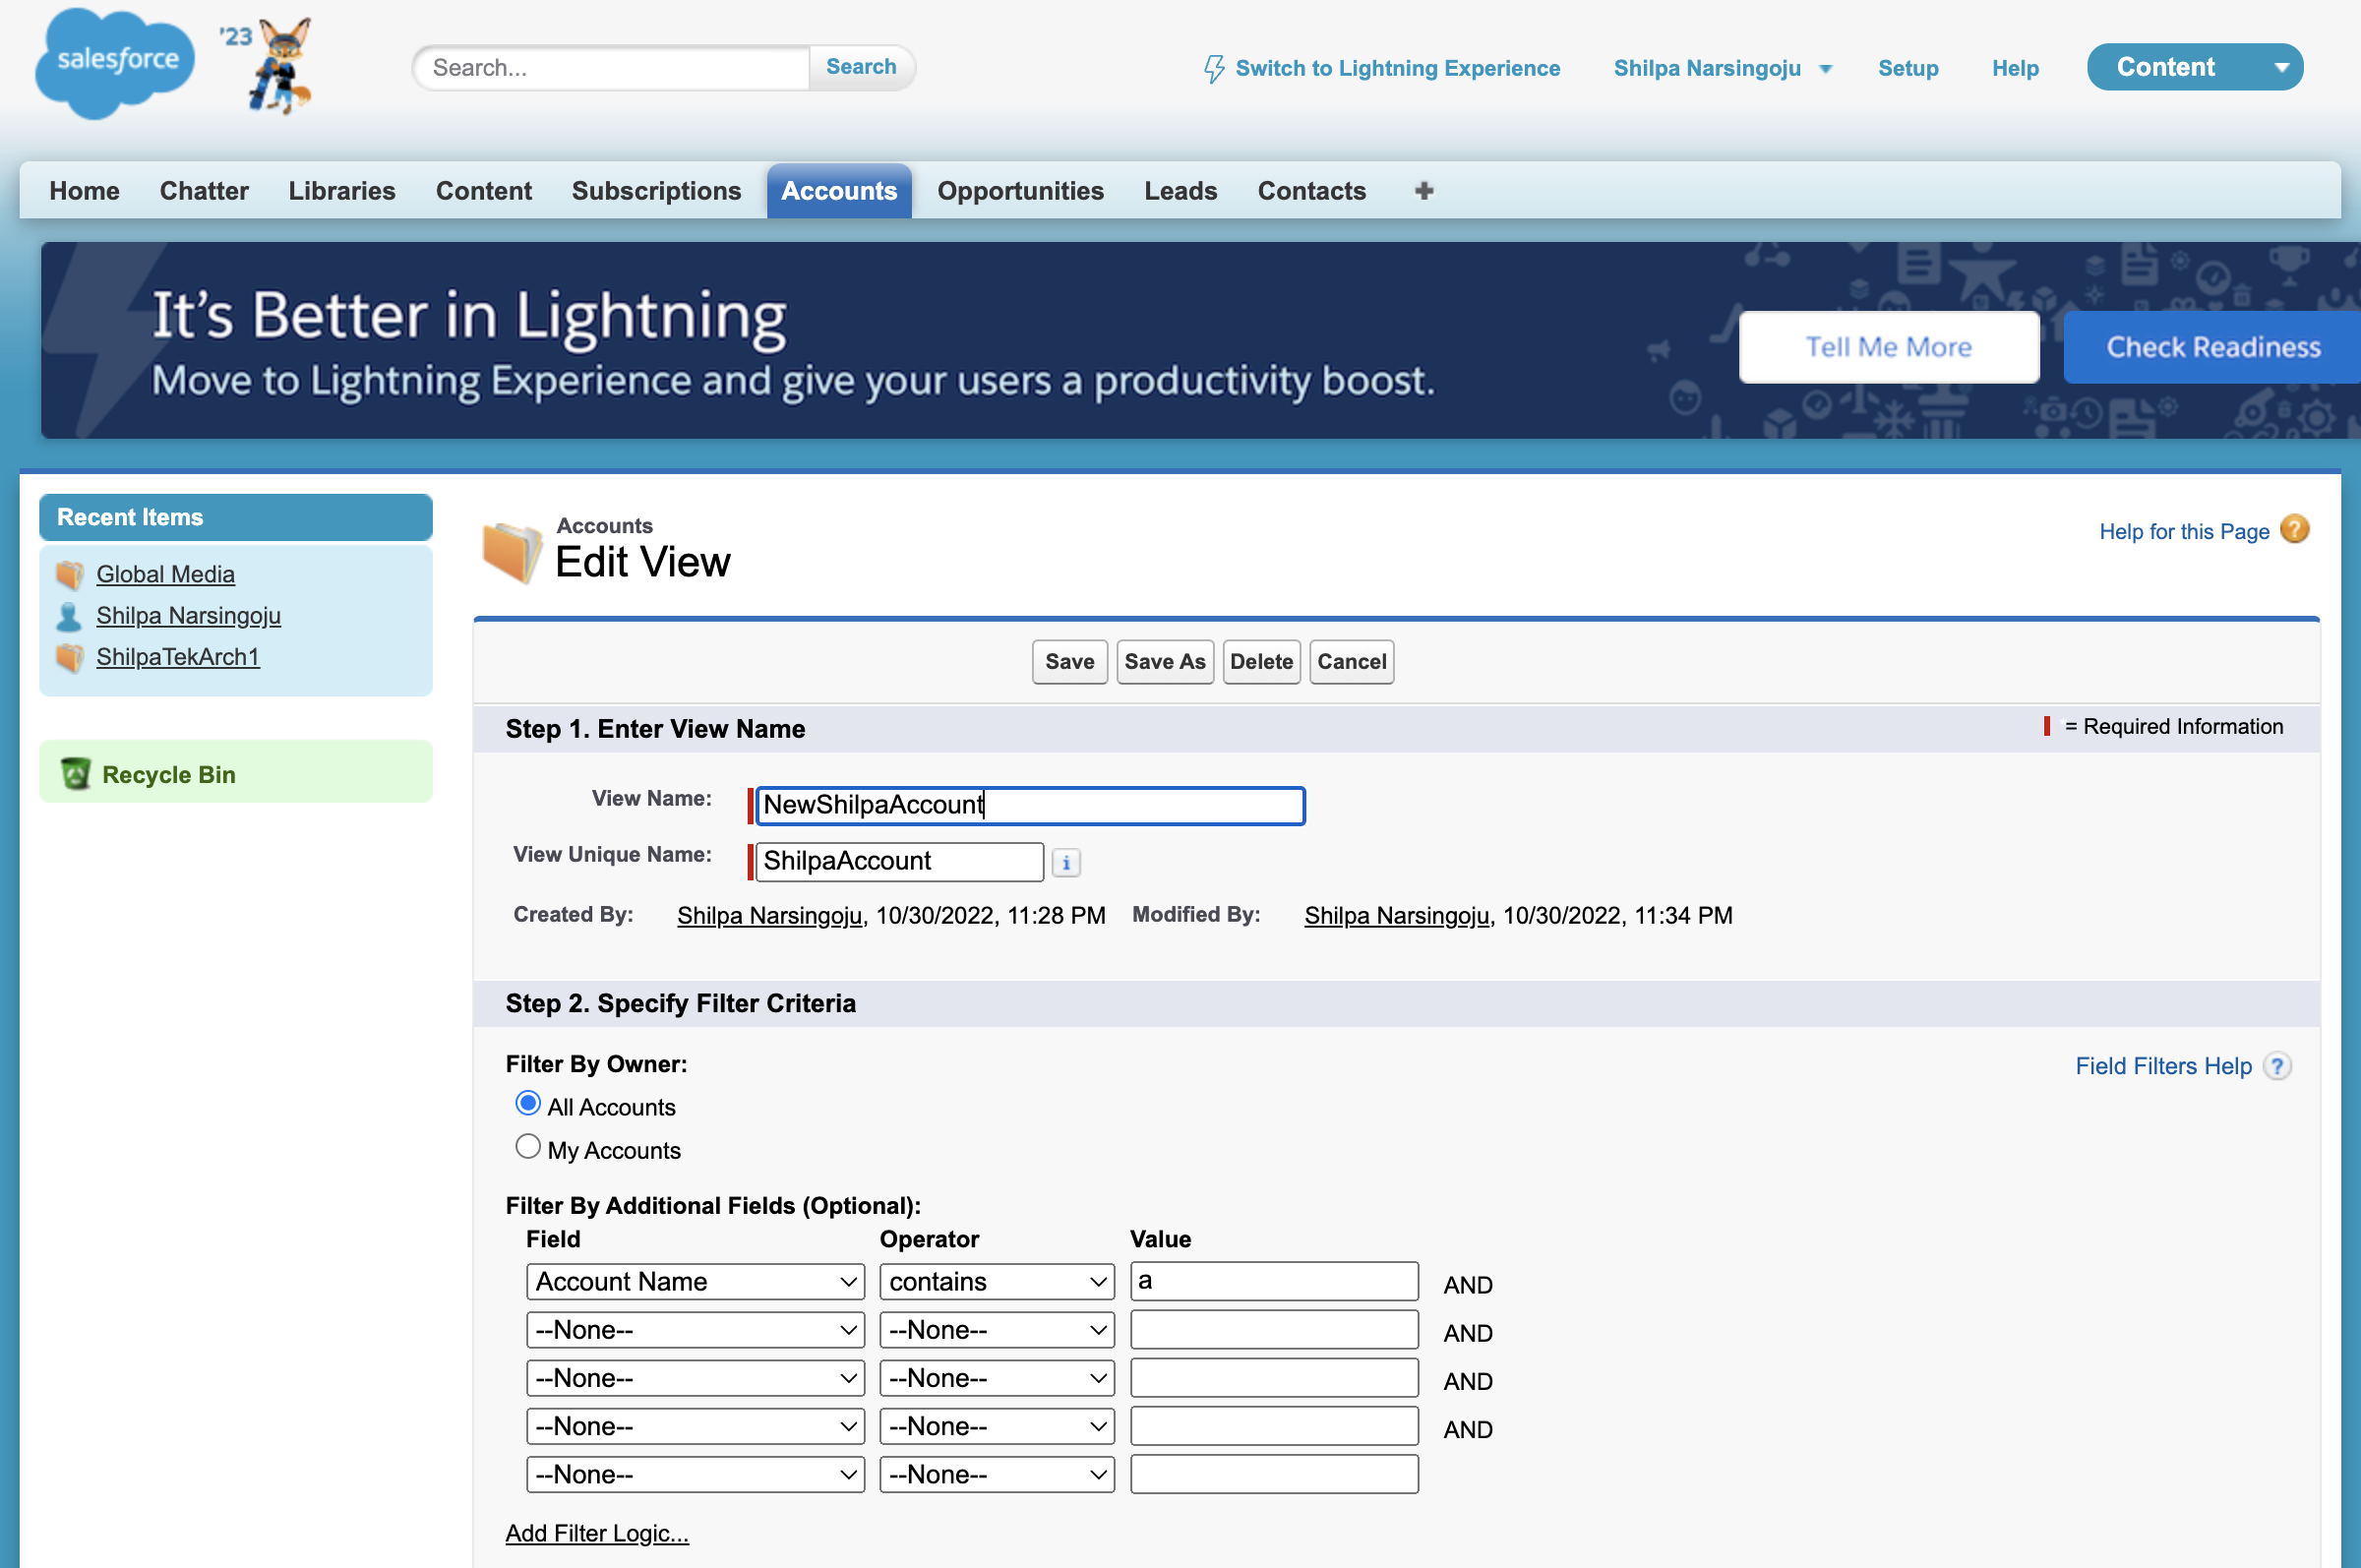 salesforce
'23
Search...
Search
Switch to Lightning Experience
Shilpa Narsingoju
Setup
Help
Content
Home Chatter Libraries Content Subscriptions Accounts Opportunities Leads Contacts
It's Better in Lightning
Move to Lightning Experience and give your users a productivity boost.
Tell Me More
Check Readiness
Recent Items
Global Media
Shilpa Narsingoju
ShilpaTekArch1
Recycle Bin
Accounts
Edit View
Help for this Page ?
Save Save As Delete Cancel
Step 1. Enter View Name
= Required Information
View Name: NewShilpaAccount
View Unique Name: ShilpaAccount i
Created By: Shilpa Narsingoju, 10/30/2022, 11:28 PM Modified By: Shilpa Narsingoju, 10/30/2022, 11:34 PM
Step 2. Specify Filter Criteria
Filter By Owner:
Field Filters Help ?
All Accounts
My Accounts
Filter By Additional Fields (Optional):
Field Operator Value
Account Name contains a AND
--None-- --None-- AND
--None-- --None-- AND
--None-- --None-- AND
--None-- --None--
Add Filter Logic...